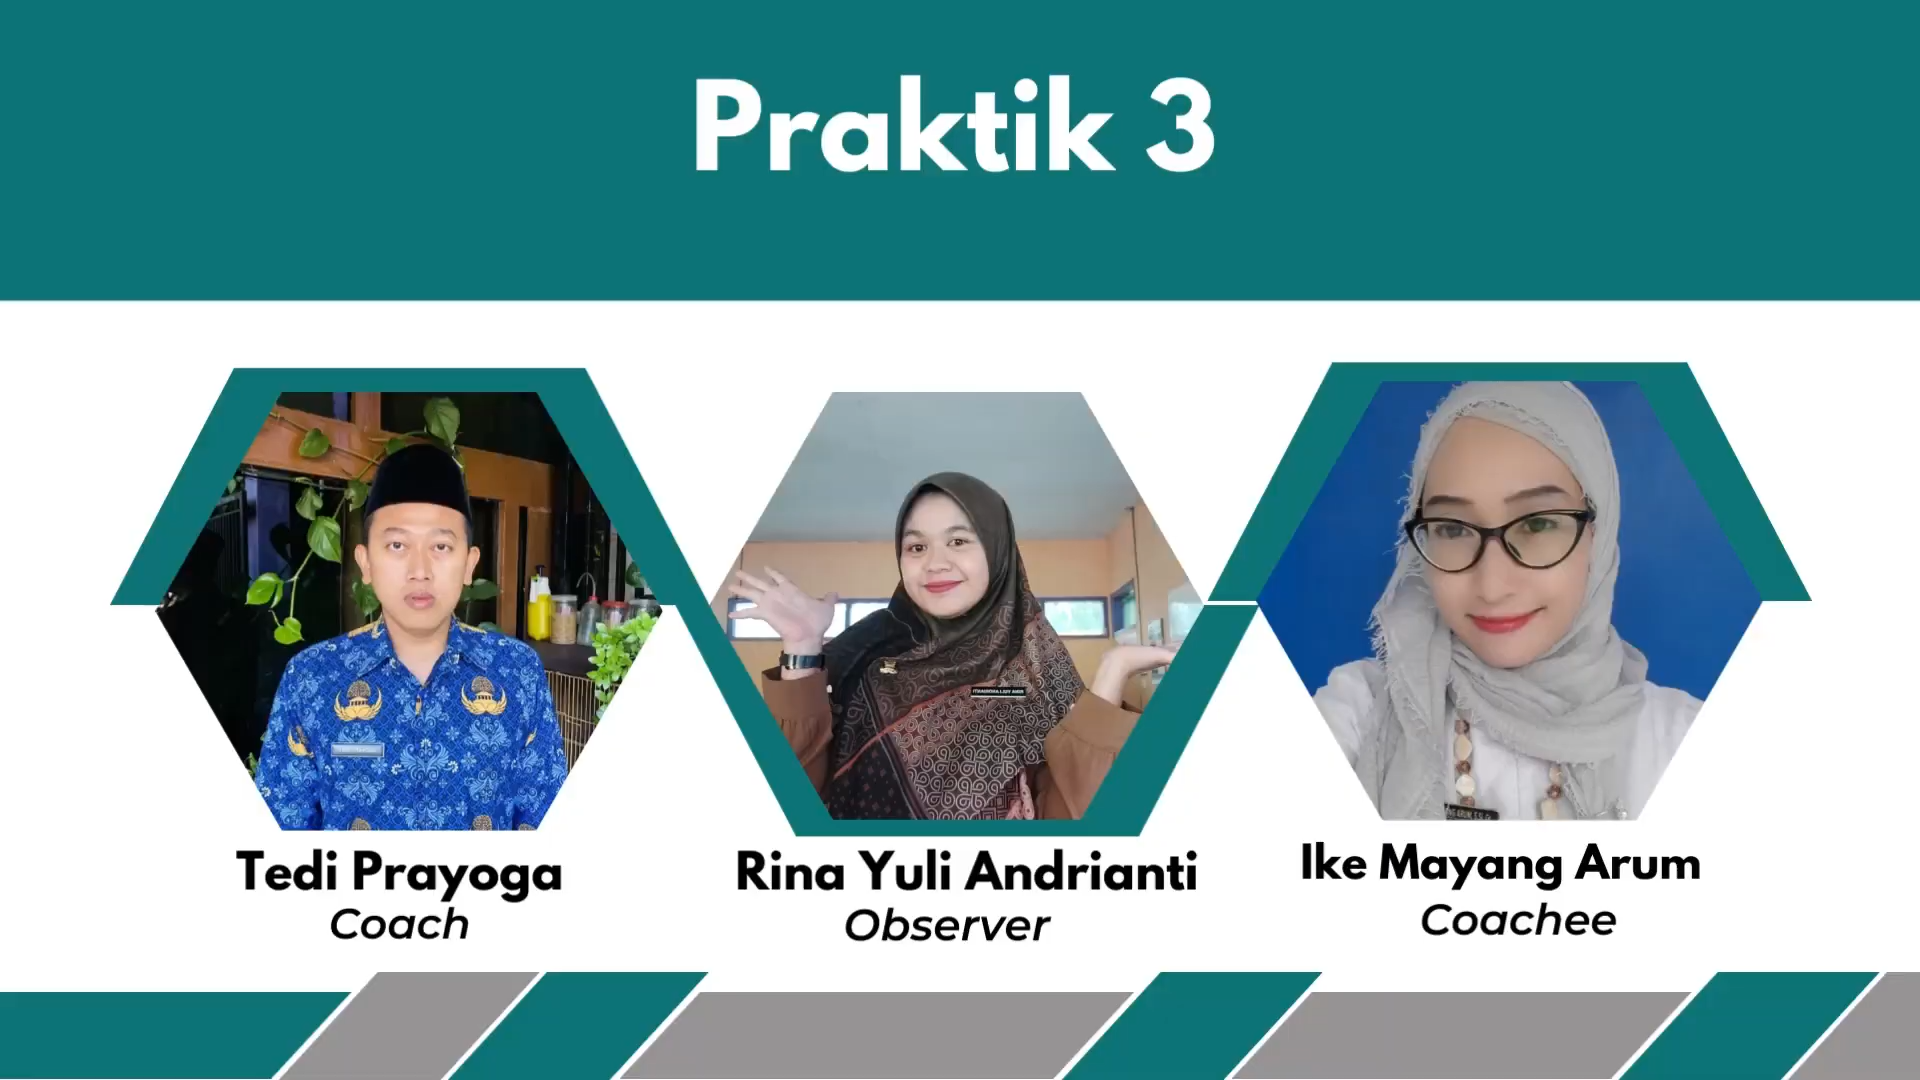 Praktik 3
Tedi Prayoga
Coach
Rina Yuli Andrianti
Observer
Ike Mayang Arum
Coachee